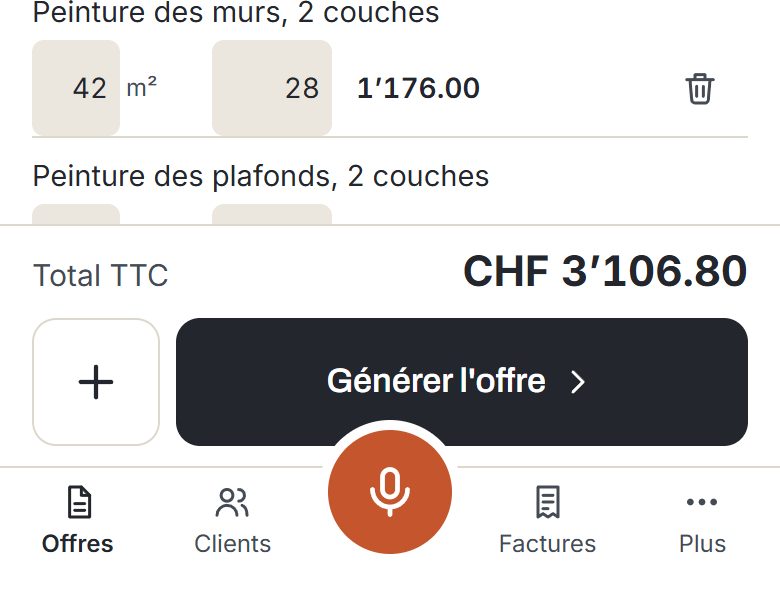 Peinture des murs, 2 couches
42 m² 28 1’176.00
Peinture des plafonds, 2 couches
Total TTC CHF 3’106.80
Générer l'offre
Offres Clients Factures Plus